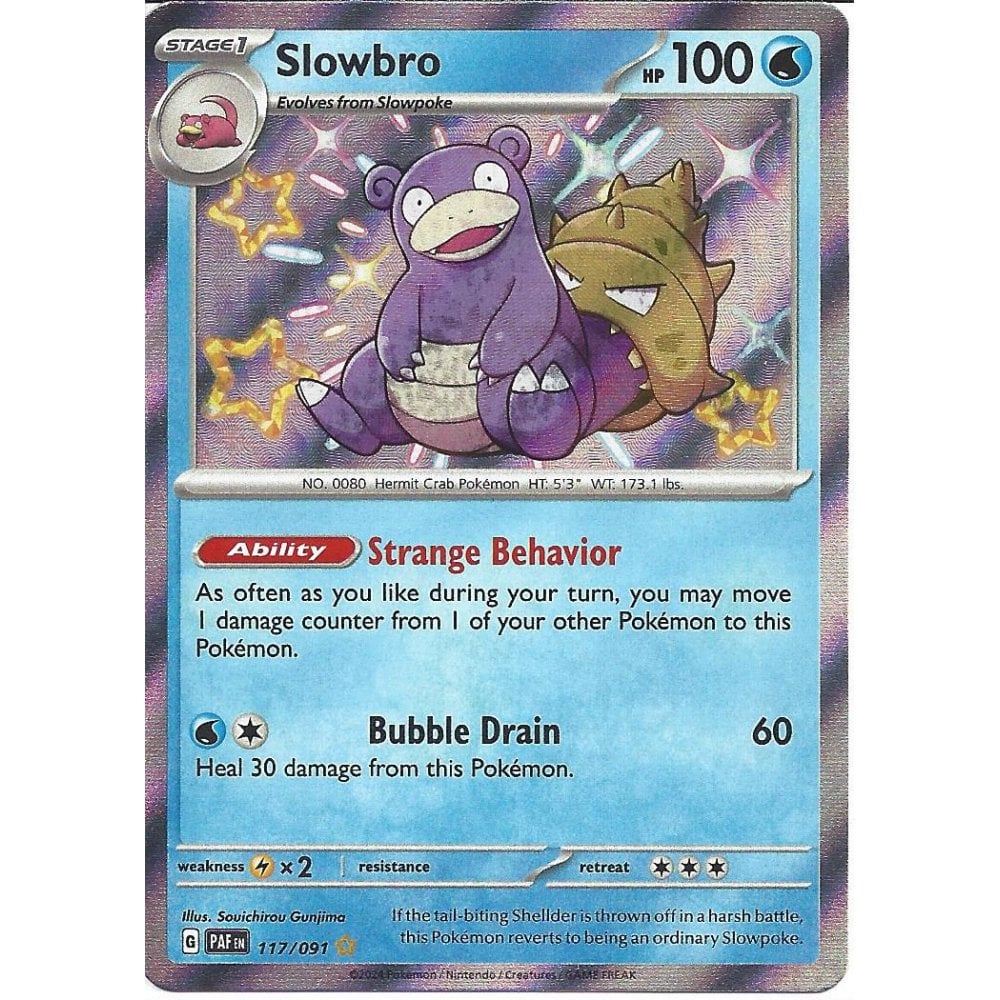 STAGE1
Slowbro
HP 100
Evolves from Slowpoke
NO. 0080 Hermit Crab Pokémon HT: 5'3" WT: 173.1 lbs.
Ability Strange Behavior
As often as you like during your turn, you may move
1 damage counter from 1 of your other Pokémon to this
Pokémon.
Bubble Drain 60
Heal 30 damage from this Pokémon.
weakness ×2 resistance retreat
Illus. Souichirou Gunjima
If the tail-biting Shellder is thrown off in a harsh battle,
this Pokémon reverts to being an ordinary Slowpoke.
G PAF EN 117/091
©2024 Pokémon / Nintendo / Creatures / GAME FREAK